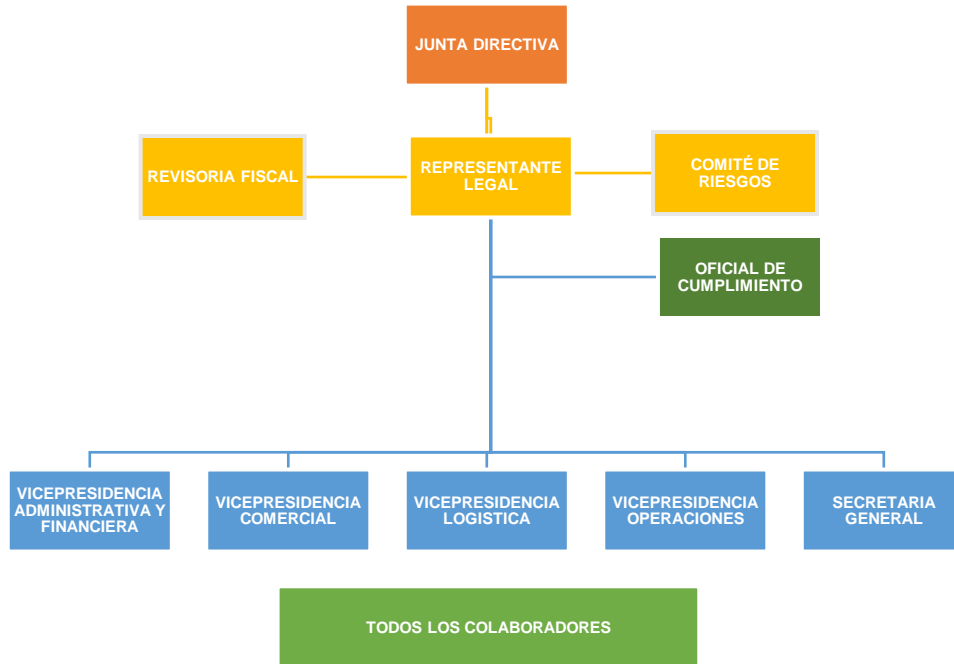 JUNTA DIRECTIVA
REVISORIA FISCAL
REPRESENTANTE
LEGAL
COMITÉ DE
RIESGOS
OFICIAL DE
CUMPLIMIENTO
VICEPRESIDENCIA
ADMINISTRATIVA Y
FINANCIERA
VICEPRESIDENCIA
COMERCIAL
VICEPRESIDENCIA
LOGISTICA
VICEPRESIDENCIA
OPERACIONES
SECRETARIA
GENERAL
TODOS LOS COLABORADORES